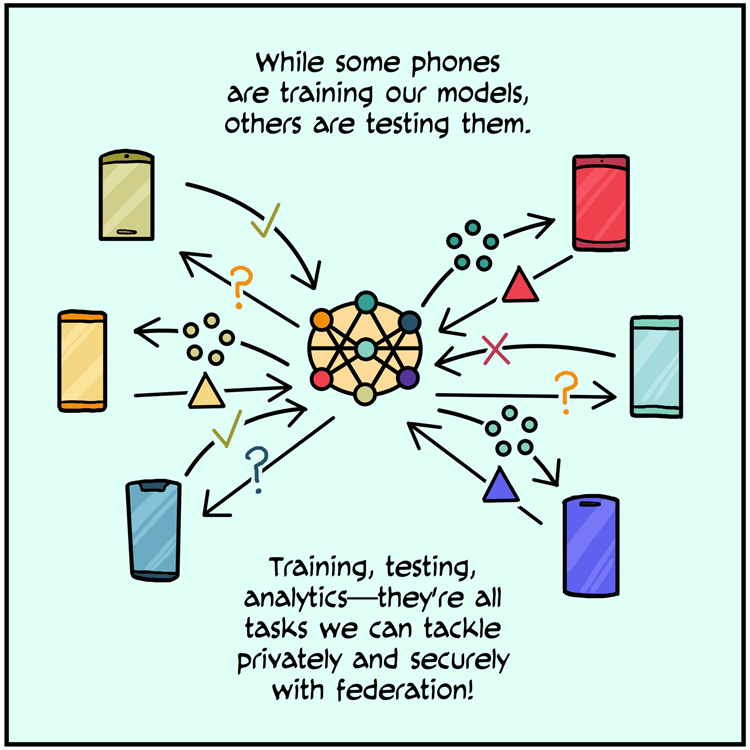 While some phones
are training our models,
others are testing them.
?
?
?
Training, testing,
analytics—they're all
tasks we can tackle
privately and securely
with federation!